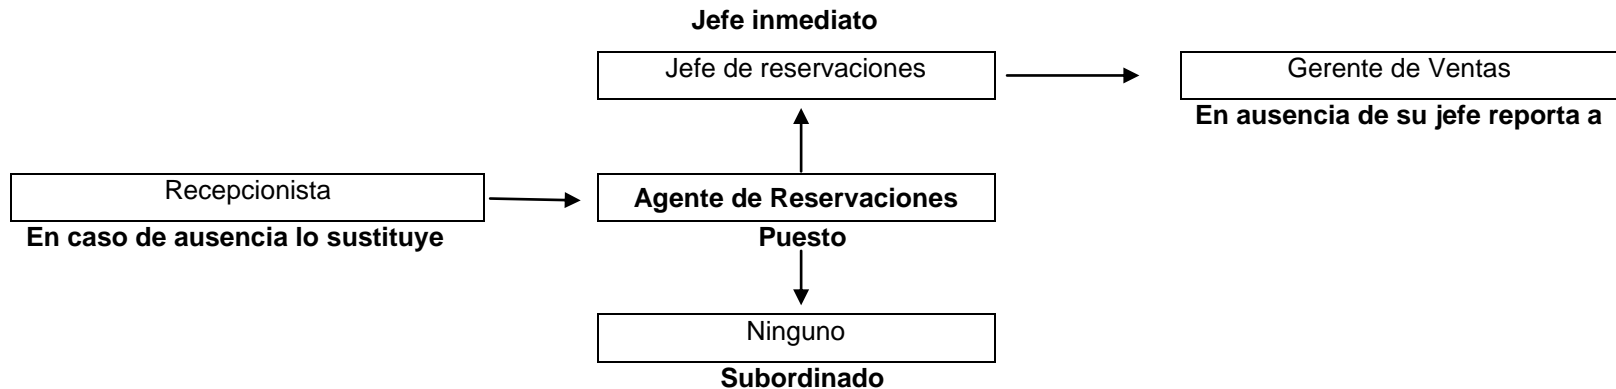 Jefe inmediato
Jefe de reservaciones
Gerente de Ventas
En ausencia de su jefe reporta a
Recepcionista
Agente de Reservaciones
En caso de ausencia lo sustituye
Puesto
Ninguno
Subordinado